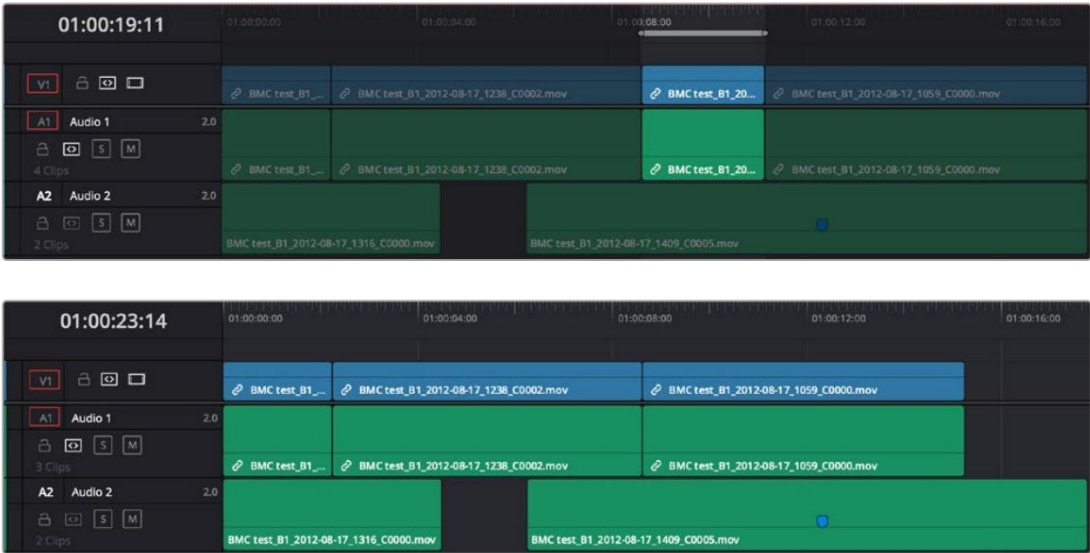 01:00:19:11
01:00:00:00 01:00:04:00 01:00:08:00 01:00:12:00 01:00:16:00
V1
BMC test_B1_... BMC test_B1_2012-08-17_1238_C0002.mov BMC test_B1_20... BMC test_B1_2012-08-17_1059_C0000.mov
A1 Audio 1 2.0
S M
4 Clips BMC test_B1_... BMC test_B1_2012-08-17_1238_C0002.mov BMC test_B1_20... BMC test_B1_2012-08-17_1059_C0000.mov
A2 Audio 2 2.0
S M
2 Clips BMC test_B1_2012-08-17_1316_C0000.mov BMC test_B1_2012-08-17_1409_C0005.mov
01:00:23:14
01:00:00:00 01:00:04:00 01:00:08:00 01:00:12:00 01:00:16:00
V1
BMC test_B1_... BMC test_B1_2012-08-17_1238_C0002.mov BMC test_B1_2012-08-17_1059_C0000.mov
A1 Audio 1 2.0
S M
3 Clips BMC test_B1_... BMC test_B1_2012-08-17_1238_C0002.mov BMC test_B1_2012-08-17_1059_C0000.mov
A2 Audio 2 2.0
S M
2 Clips BMC test_B1_2012-08-17_1316_C0000.mov BMC test_B1_2012-08-17_1409_C0005.mov